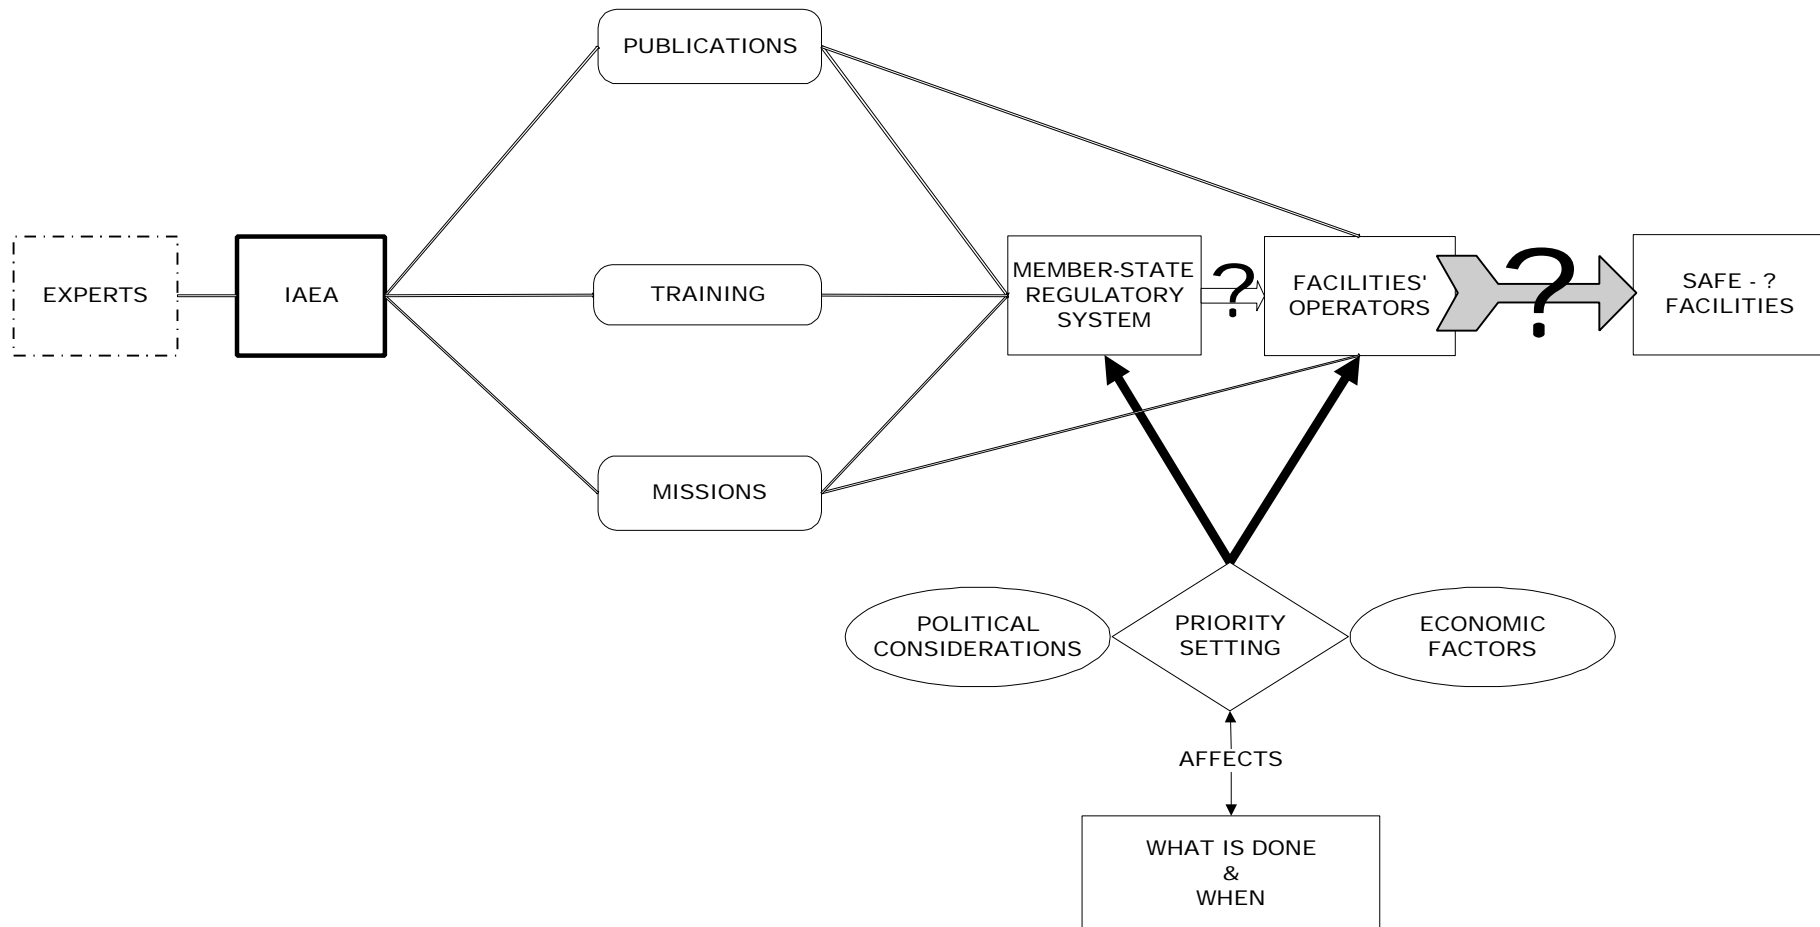 PUBLICATIONS
EXPERTS
IAEA
TRAINING
MEMBER-STATE
REGULATORY
SYSTEM
?
FACILITIES'
OPERATORS
?
SAFE - ?
FACILITIES
MISSIONS
POLITICAL
CONSIDERATIONS
PRIORITY
SETTING
ECONOMIC
FACTORS
AFFECTS
WHAT IS DONE
&
WHEN